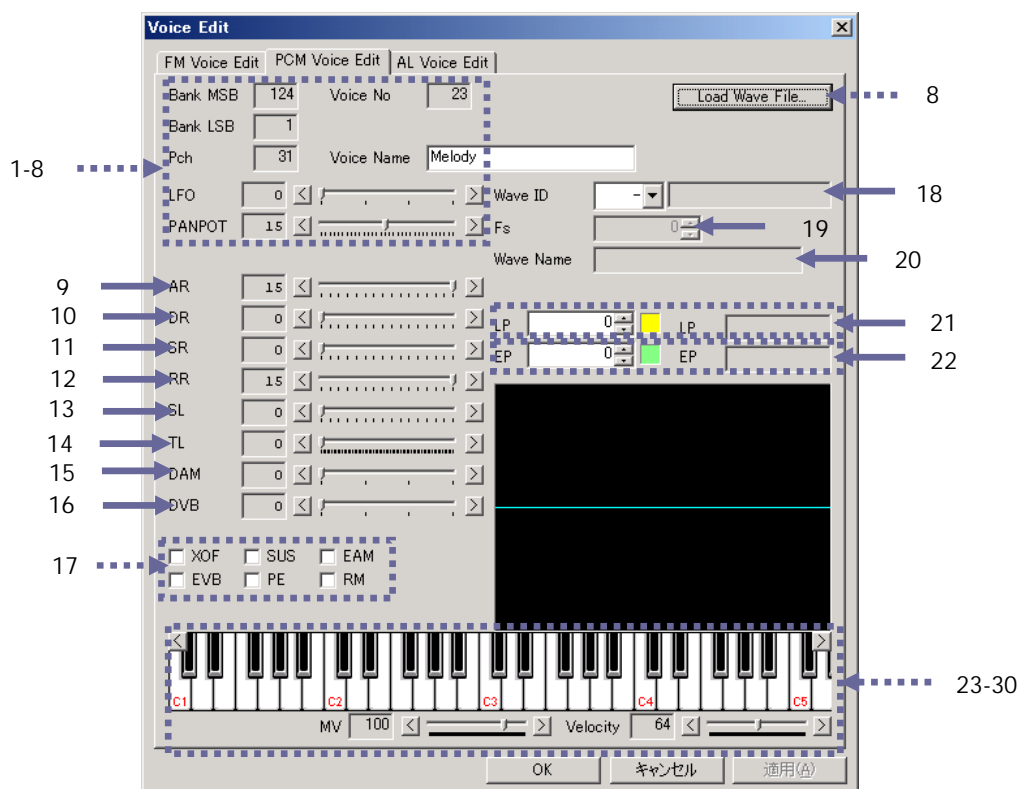 Voice Edit
FM Voice Edit PCM Voice Edit AL Voice Edit
Bank MSB 124 Voice No 23 Load Wave File... 8
Bank LSB 1
1-8 Pch 31 Voice Name Melody
LFO 0 Wave ID - 18
PANPOT 15 Fs 0 19
Wave Name 20
9 AR 15
10 DR 0 LP 0 LP 21
11 SR 0 EP 0 EP 22
12 RR 15
13 SL 0
14 TL 0
15 DAM 0
16 DVB 0
17 XOF SUS EAM
EVB PE RM
C1 C2 C3 C4 C5 23-30
MV 100 Velocity 64
OK キャンセル 適用(A)